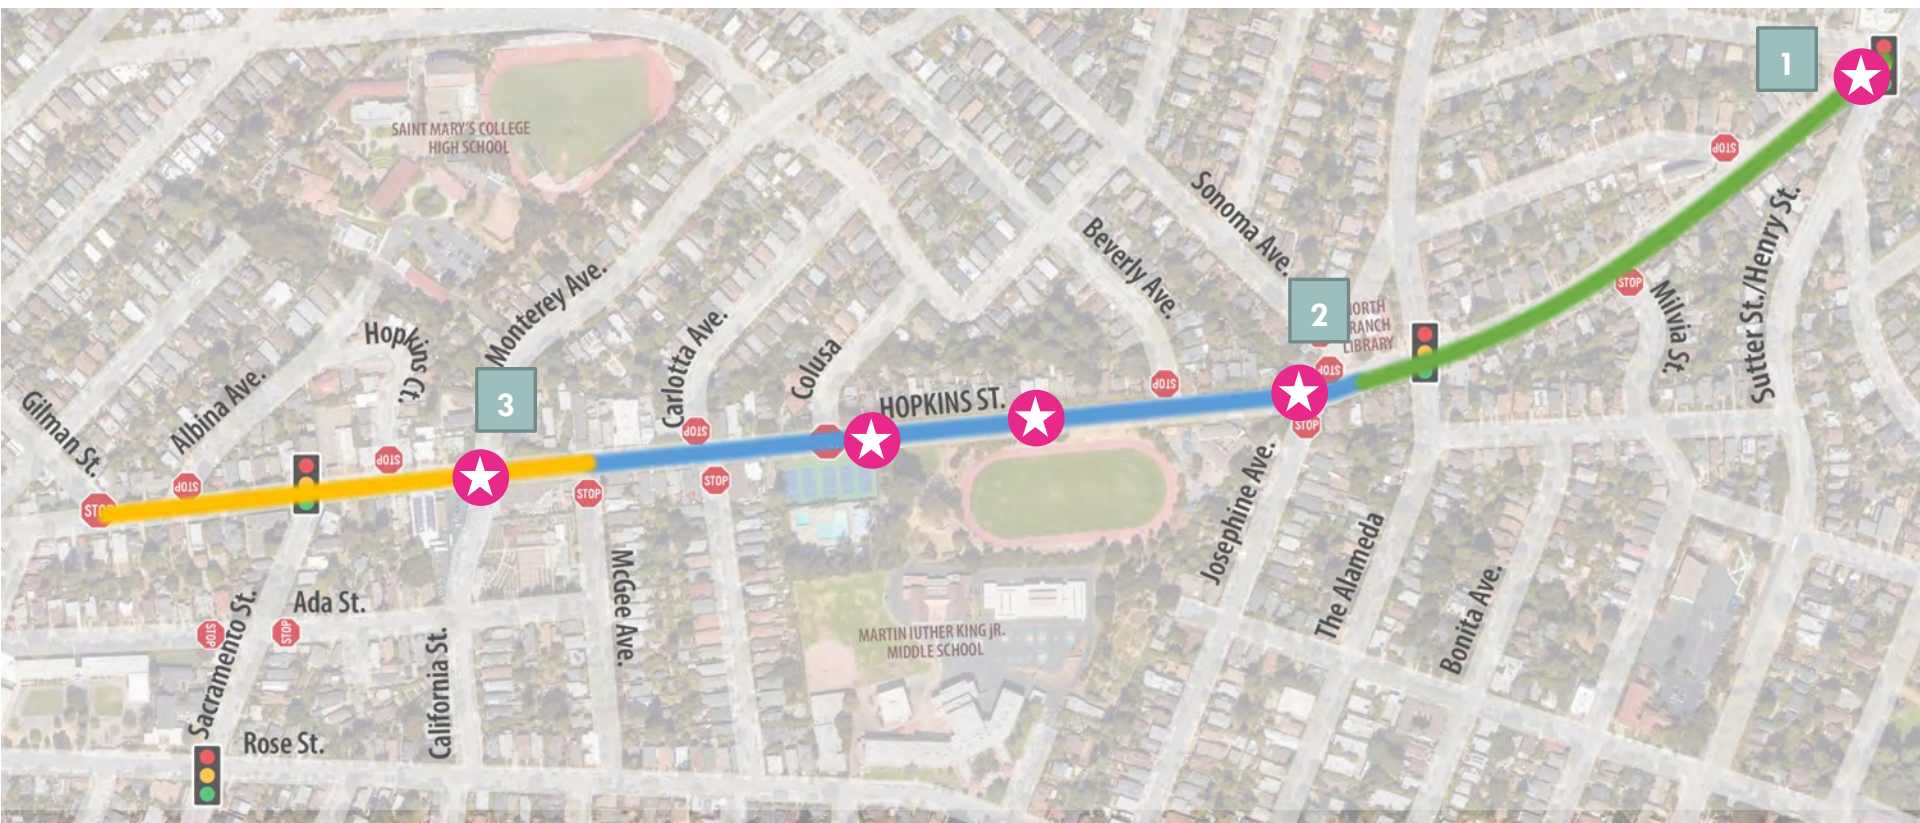 1
SAINT MARY'S COLLEGE
HIGH SCHOOL
STOP
Sonoma Ave.
Sutter St./Henry St.
Beverly Ave.
Monterey Ave.
STOP
Milvia St.
2
ORTH
RANCH
LIBRARY
Hopkins Ct.
Carlotta Ave.
Colusa
Albina Ave.
Gilman St.
3
STOP
STOP
HOPKINS ST.
STOP
STOP
STOP
STOP
STOP
STOP
STOP
Josephine Ave.
The Alameda
Bonita Ave.
McGee Ave.
Sacramento St.
Ada St.
STOP
STOP
California St.
MARTIN lUTHER KING jR.
MIDDLE SCHOOL
Rose St.